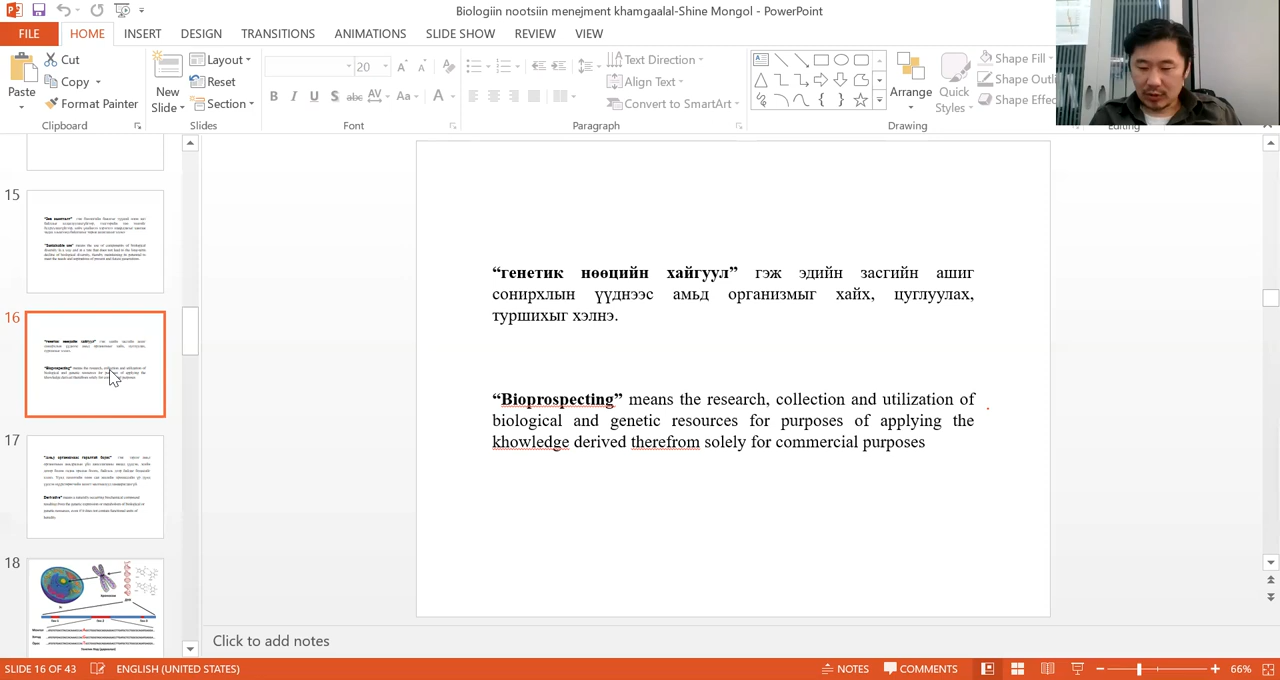 Biologiin nootsiin menejment khamgaalal-Shine Mongol - PowerPoint
FILE
HOME
INSERT
DESIGN
TRANSITIONS
ANIMATIONS
SLIDE SHOW
REVIEW
VIEW
Paste
Cut
Copy
Format Painter
Clipboard
New
Slide
Layout
Reset
Section
Slides
20
B I U S abc AV Aa A
Font
Text Direction
Align Text
Convert to SmartArt
Paragraph
Arrange
Quick
Styles
Shape Fill
Shape Outli
Shape Effec
Drawing
Editing
15
16
17
18
“генетик нөөцийн хайгуул” гэж эдийн засгийн ашиг
сонирхлын үүднээс амьд организмыг хайх, цуглуулах,
туршихыг хэлнэ.
“Bioprospecting” means the research, collection and utilization of
biological and genetic resources for purposes of applying the
khowledge derived therefrom solely for commercial purposes
Click to add notes
SLIDE 16 OF 43
ENGLISH (UNITED STATES)
NOTES
COMMENTS
66%